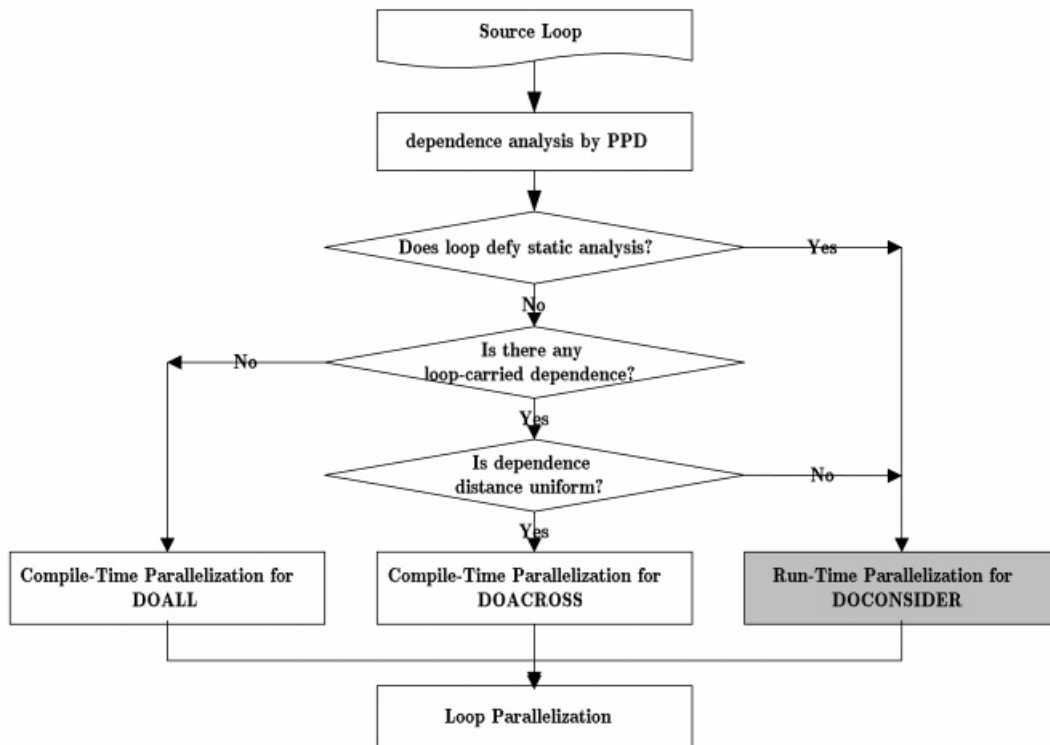 Source Loop
dependence analysis by PPD
Does loop defy static analysis?
Yes
No
Is there any
loop-carried dependence?
No
Yes
Is dependence
distance uniform?
No
Yes
Compile-Time Parallelization for
DOALL
Compile-Time Parallelization for
DOACROSS
Run-Time Parallelization for
DOCONSIDER
Loop Parallelization